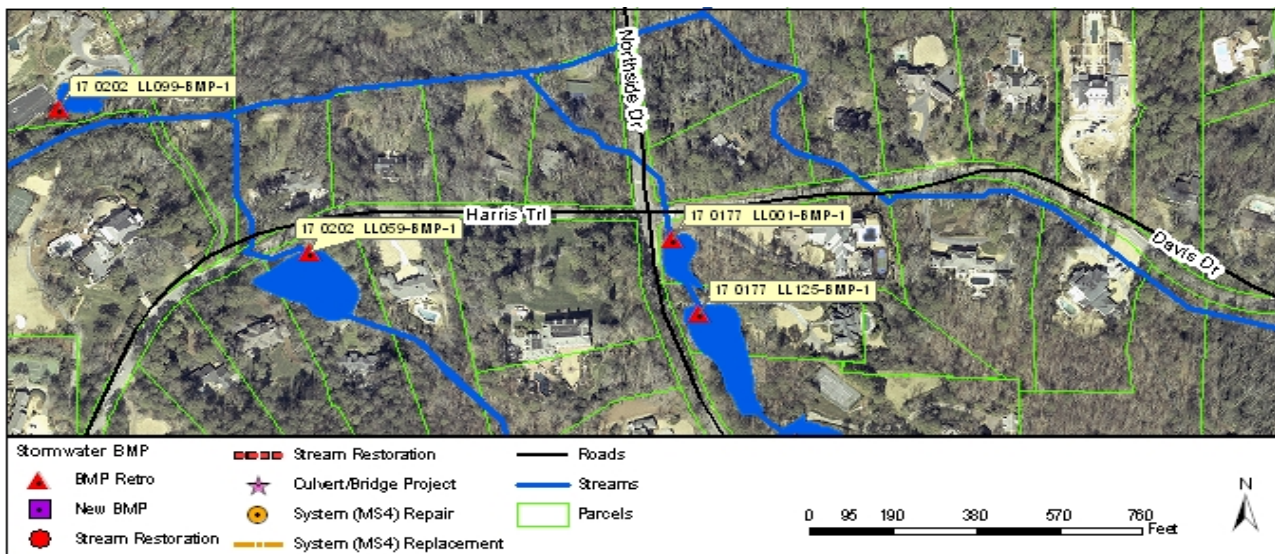 17 0202 LL099-BMP-1
Northside Dr
Harris Trl
17 0177 LL001-BMP-1
17 0202 LL059-BMP-1
Davis Dr
17 0177 LL125-BMP-1
Stormwater BMP
BMP Retro
New BMP
Stream Restoration
Stream Restoration
Culvert/Bridge Project
System (MS4) Repair
System (MS4) Replacement
Roads
Streams
Parcels
N
0 95 190 380 570 760
Feet